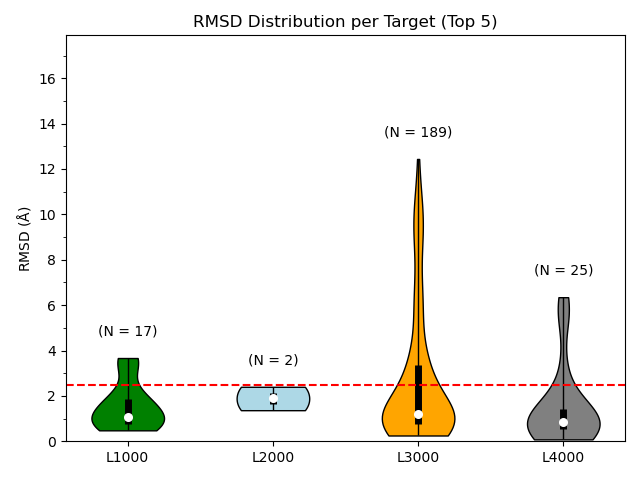 RMSD Distribution per Target (Top 5)
RMSD (Å)
16
14
12
10
8
6
4
2
0
(N = 17)
(N = 2)
(N = 189)
(N = 25)
L1000 L2000 L3000 L4000